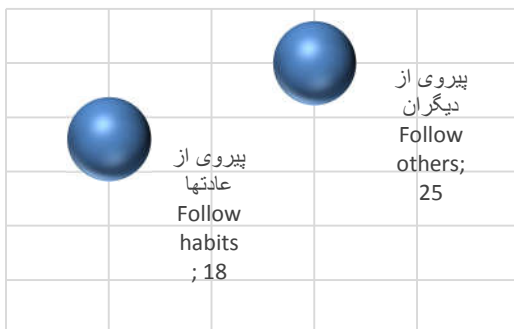 پیروی از
دیگران
Follow
others;
25
پیروی از
عادتها
Follow
habits
; 18